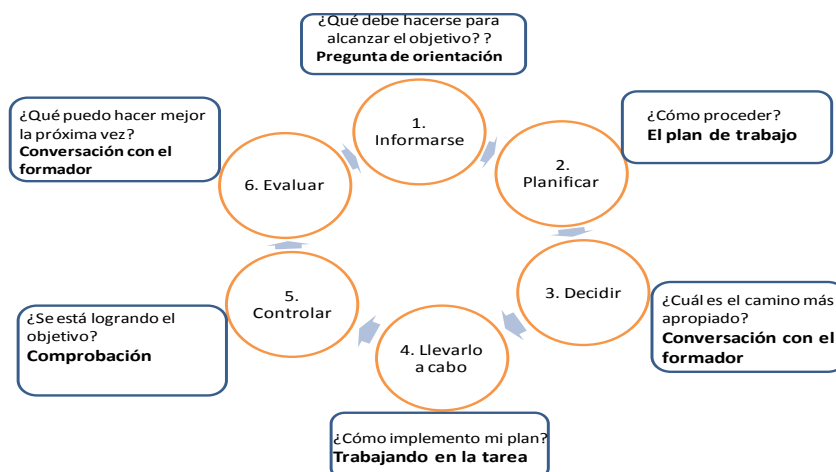 ¿Qué debe hacerse para
alcanzar el objetivo? ?
Pregunta de orientación
1.
Informarse
¿Cómo proceder?
El plan de trabajo
2.
Planificar
3. Decidir
¿Cuál es el camino más
apropiado?
Conversación con el
formador
4. Llevarlo
a cabo
¿Cómo implemento mi plan?
Trabajando en la tarea
5.
Controlar
¿Se está logrando el
objetivo?
Comprobación
6. Evaluar
¿Qué puedo hacer mejor
la próxima vez?
Conversación con el
formador